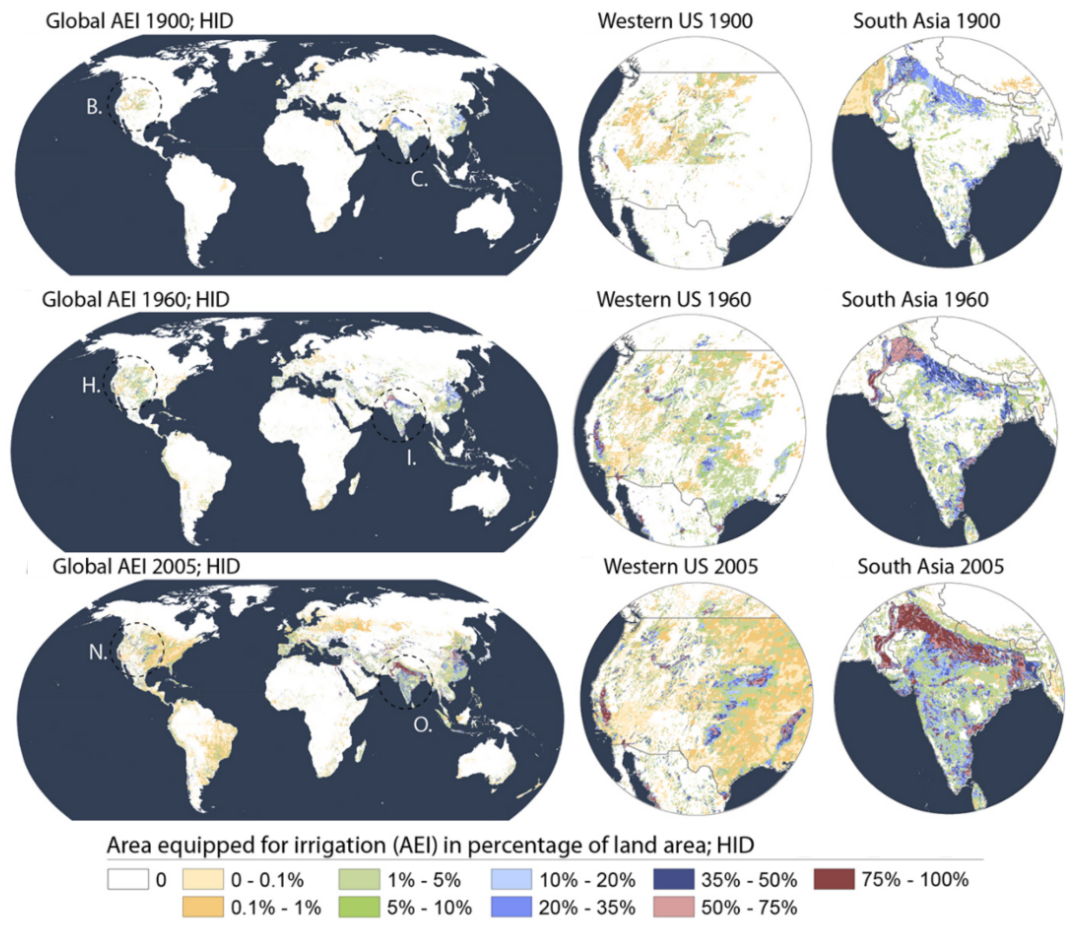 Global AEI 1900; HID
Western US 1900
South Asia 1900
B.
C.
Global AEI 1960; HID
Western US 1960
South Asia 1960
H.
I.
Global AEI 2005; HID
Western US 2005
South Asia 2005
N.
O.
Area equipped for irrigation (AEI) in percentage of land area; HID
0 0 - 0.1% 1% - 5% 10% - 20% 35% - 50% 75% - 100%
0.1% - 1% 5% - 10% 20% - 35% 50% - 75%